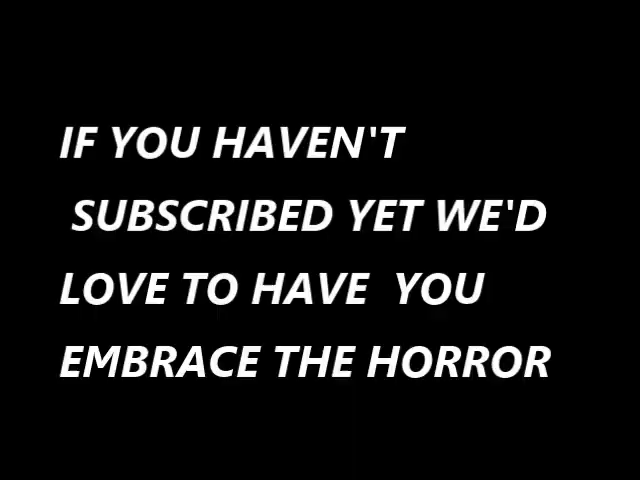 IF YOU HAVEN'T
SUBSCRIBED YET WE'D
LOVE TO HAVE YOU
EMBRACE THE HORROR